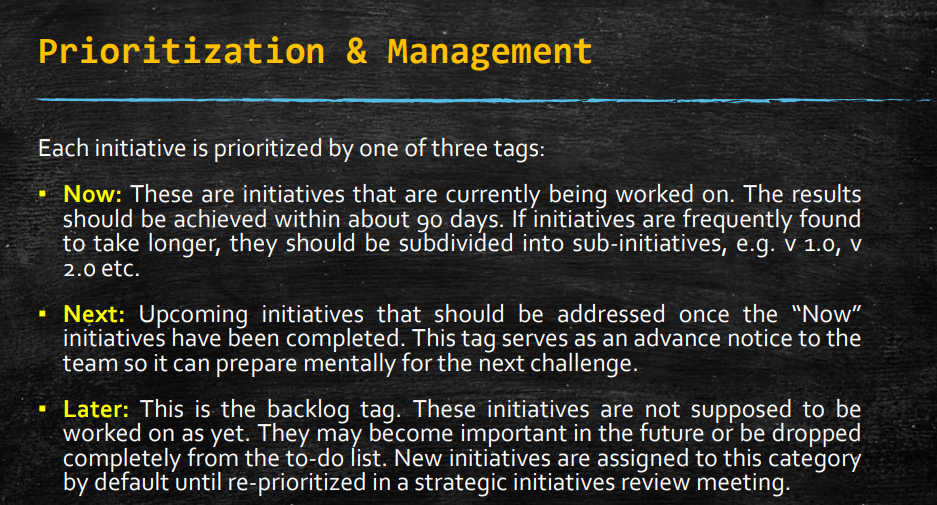 Prioritization & Management
Each initiative is prioritized by one of three tags:
▪ Now: These are initiatives that are currently being worked on. The results
should be achieved within about 90 days. If initiatives are frequently found
to take longer, they should be subdivided into sub-initiatives, e.g. v 1.0, v
2.0 etc.
▪ Next: Upcoming initiatives that should be addressed once the “Now”
initiatives have been completed. This tag serves as an advance notice to the
team so it can prepare mentally for the next challenge.
▪ Later: This is the backlog tag. These initiatives are not supposed to be
worked on as yet. They may become important in the future or be dropped
completely from the to-do list. New initiatives are assigned to this category
by default until re-prioritized in a strategic initiatives review meeting.